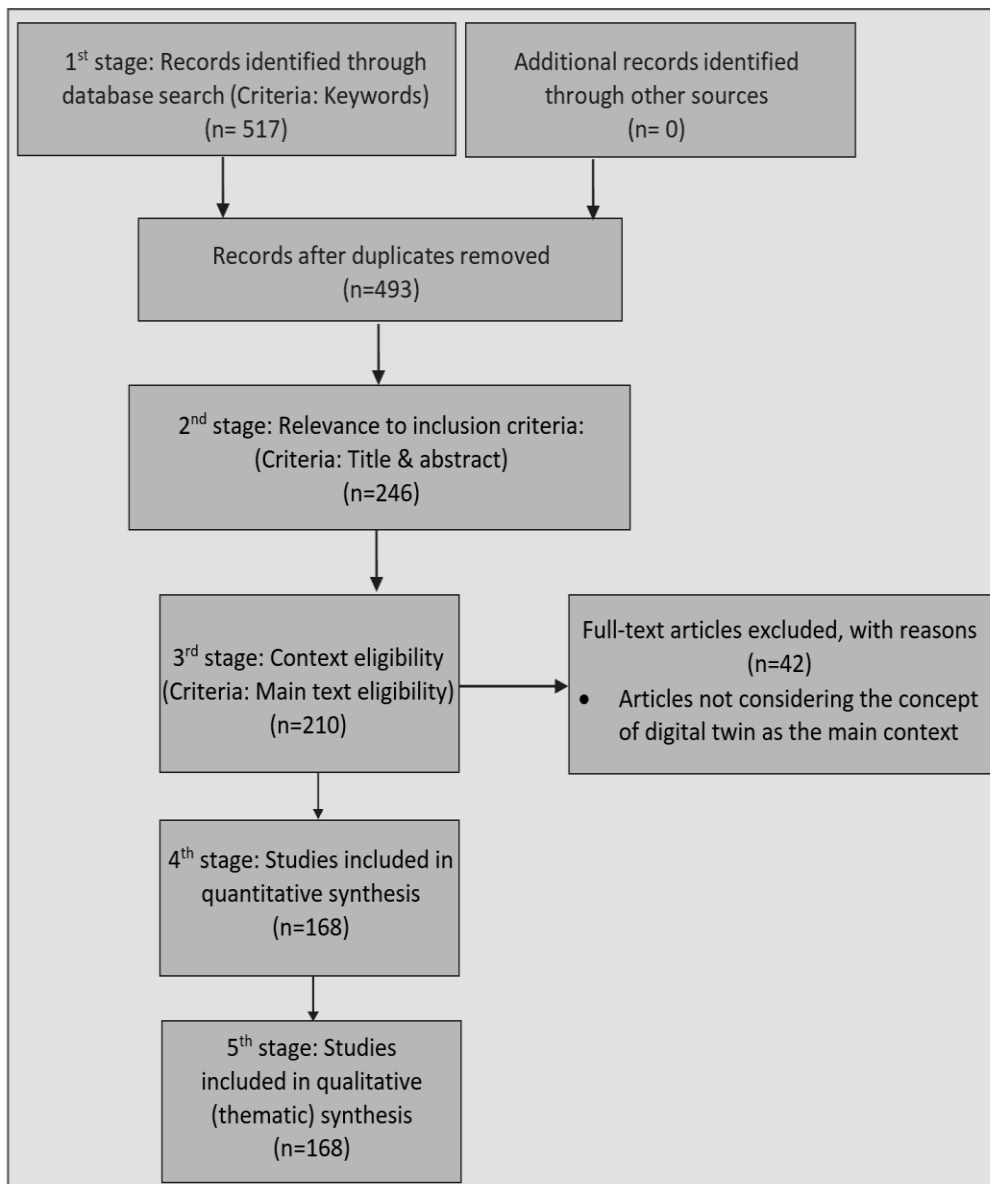 1st stage: Records identified through
database search (Criteria: Keywords)
(n= 517)
Additional records identified
through other sources
(n= 0)
Records after duplicates removed
(n=493)
2nd stage: Relevance to inclusion criteria:
(Criteria: Title & abstract)
(n=246)
3rd stage: Context eligibility
(Criteria: Main text eligibility)
(n=210)
Full-text articles excluded, with reasons
(n=42)
• Articles not considering the concept
of digital twin as the main context
4th stage: Studies included in
quantitative synthesis
(n=168)
5th stage: Studies
included in qualitative
(thematic) synthesis
(n=168)